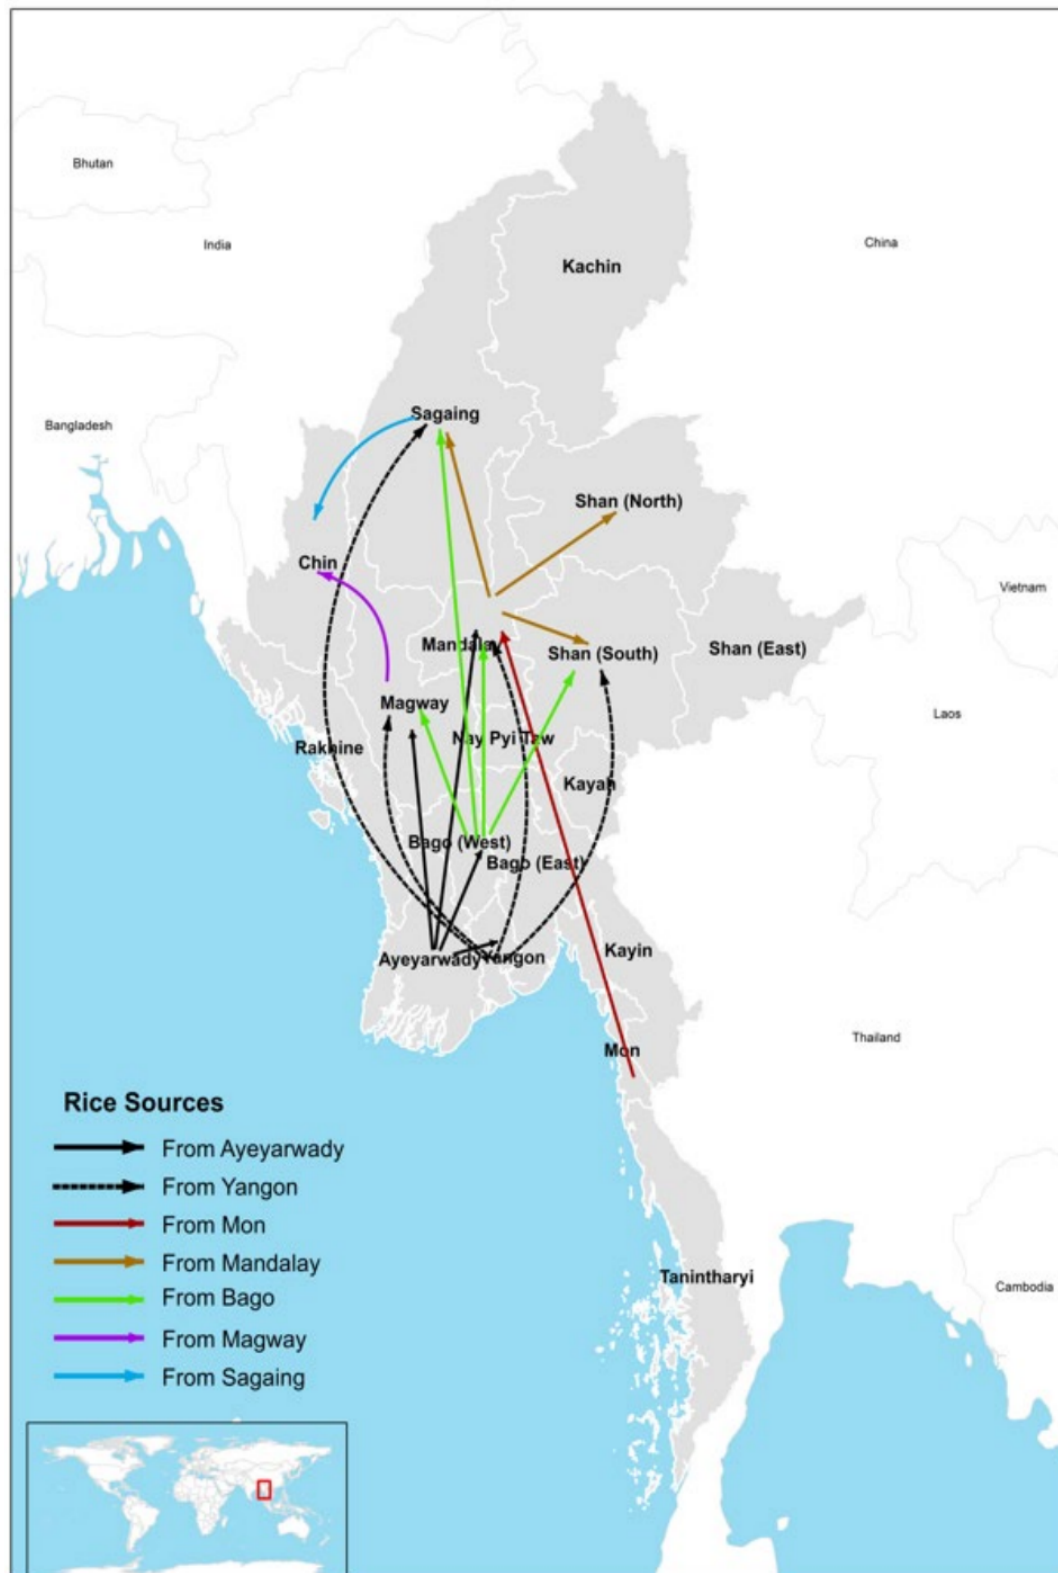 Bhutan
India
China
Kachin
Sagaing
Bangladesh
Shan (North)
Chin
Vietnam
Mandalay
Shan (South)
Shan (East)
Magway
Laos
Nay Pyi Taw
Rakhine
Kayah
Bago (West)
Bago (East)
Kayin
Ayeyarwady
Yangon
Thailand
Mon
Rice Sources
From Ayeyarwady
From Yangon
From Mon
From Mandalay
From Bago
From Magway
From Sagaing
Tanintharyi
Cambodia